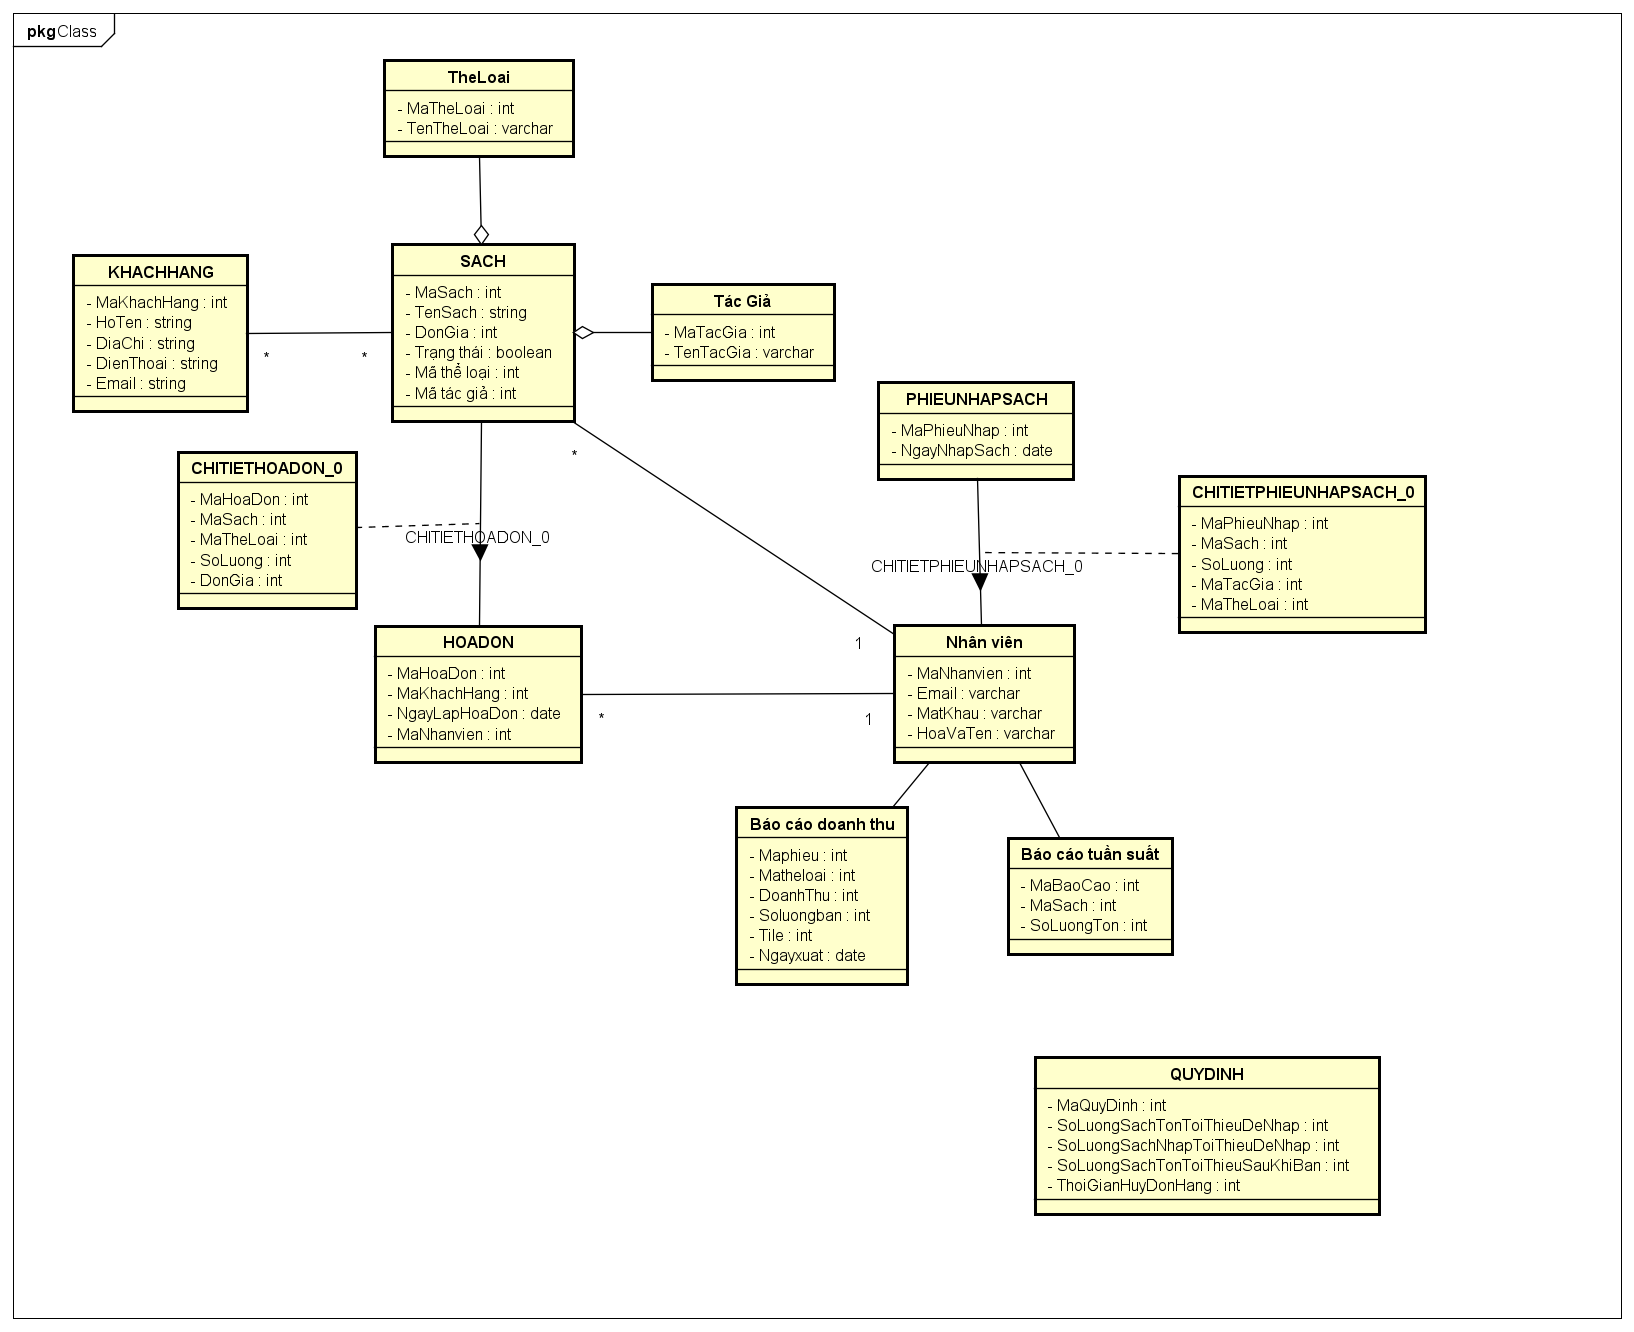 pkg Class
TheLoai
- MaTheLoai : int
- TenTheLoai : varchar
KHACHHANG
- MaKhachHang : int
- HoTen : string
- DiaChi : string
- DienThoai : string
- Email : string
*
*
SACH
- MaSach : int
- TenSach : string
- DonGia : int
- Trạng thái : boolean
- Mã thể loại : int
- Mã tác giả : int
Tác Giả
- MaTacGia : int
- TenTacGia : varchar
PHIEUNHAPSACH
- MaPhieuNhap : int
- NgayNhapSach : date
*
CHITIETHOADON_0
- MaHoaDon : int
- MaSach : int
- MaTheLoai : int
- SoLuong : int
- DonGia : int
CHITIETHOADON_0
CHITIETPHIEUNHAPSACH_0
CHITIETPHIEUNHAPSACH_0
- MaPhieuNhap : int
- MaSach : int
- SoLuong : int
- MaTacGia : int
- MaTheLoai : int
HOADON
- MaHoaDon : int
- MaKhachHang : int
- NgayLapHoaDon : date
- MaNhanvien : int
*
1
1
Nhân viên
- MaNhanvien : int
- Email : varchar
- MatKhau : varchar
- HoaVaTen : varchar
Báo cáo doanh thu
- Maphieu : int
- Matheloai : int
- DoanhThu : int
- Soluongban : int
- Tile : int
- Ngayxuat : date
Báo cáo tuần suất
- MaBaoCao : int
- MaSach : int
- SoLuongTon : int
QUYDINH
- MaQuyDinh : int
- SoLuongSachTonToiThieuDeNhap : int
- SoLuongSachNhapToiThieuDeNhap : int
- SoLuongSachTonToiThieuSauKhiBan : int
- ThoiGianHuyDonHang : int